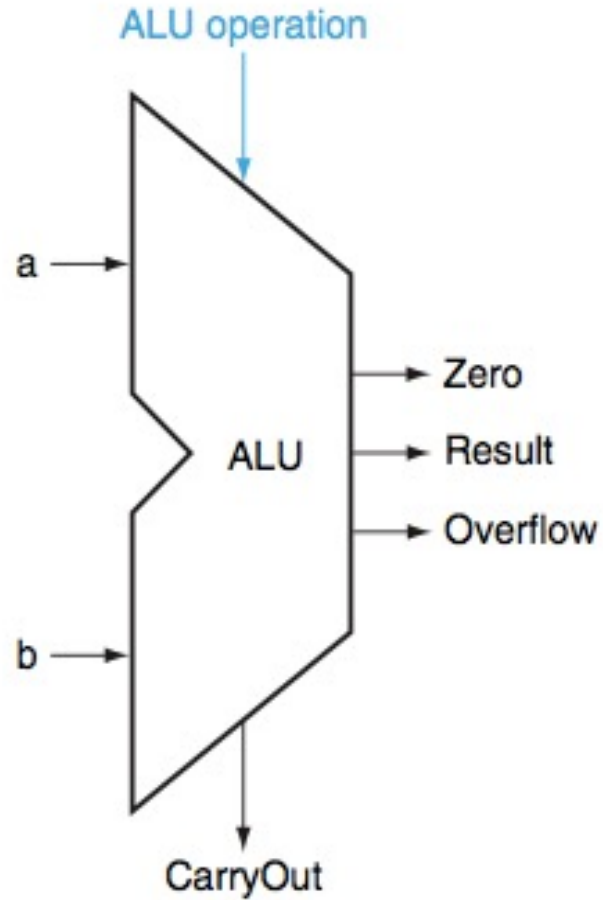 ALU operation
a
Zero
ALU
Result
Overflow
b
CarryOut